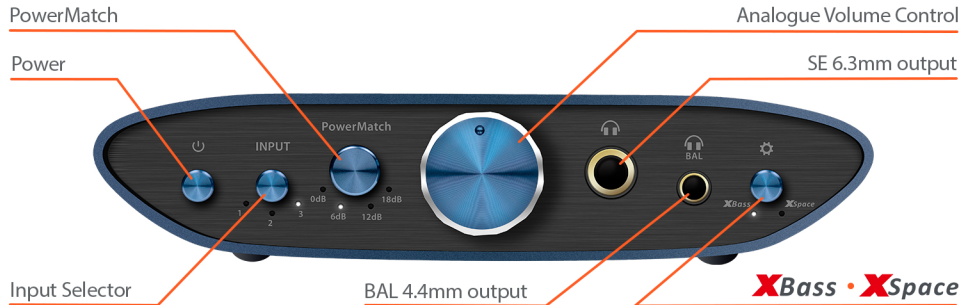 PowerMatch
Analogue Volume Control
Power
SE 6.3mm output
PowerMatch
INPUT
BAL
0dB
18dB
6dB
12dB
1
2
3
XBass
XSpace
Input Selector
BAL 4.4mm output
XBass • XSpace